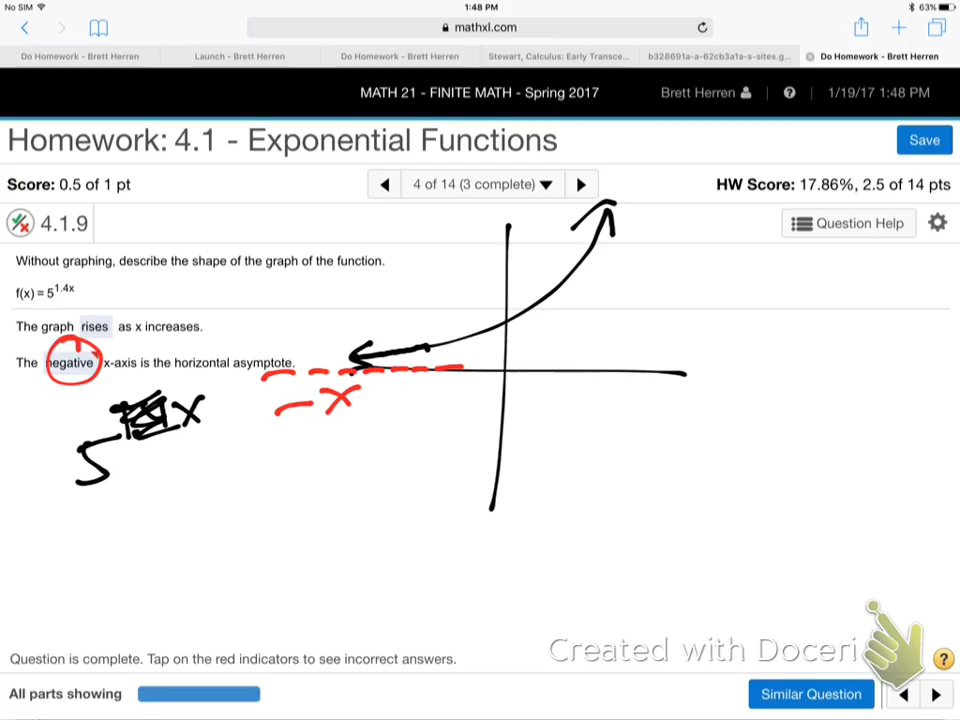 No SIM 1:48 PM 63%
mathxl.com
Do Homework - Brett Herren Launch - Brett Herren Do Homework - Brett Herren Stewart, Calculus: Early Transce... b328691a-a-62cb3a1a-s-sites.g... Do Homework - Brett Herren
MATH 21 - FINITE MATH - Spring 2017 Brett Herren ? 1/19/17 1:48 PM
Homework: 4.1 - Exponential Functions Save
Score: 0.5 of 1 pt 4 of 14 (3 complete) HW Score: 17.86%, 2.5 of 14 pts
4.1.9 Question Help
Without graphing, describe the shape of the graph of the function.
f(x) = 5^1.4x
The graph rises as x increases.
The negative x-axis is the horizontal asymptote.
-x
5^x
Created with Doceri
Question is complete. Tap on the red indicators to see incorrect answers. ?
All parts showing Similar Question